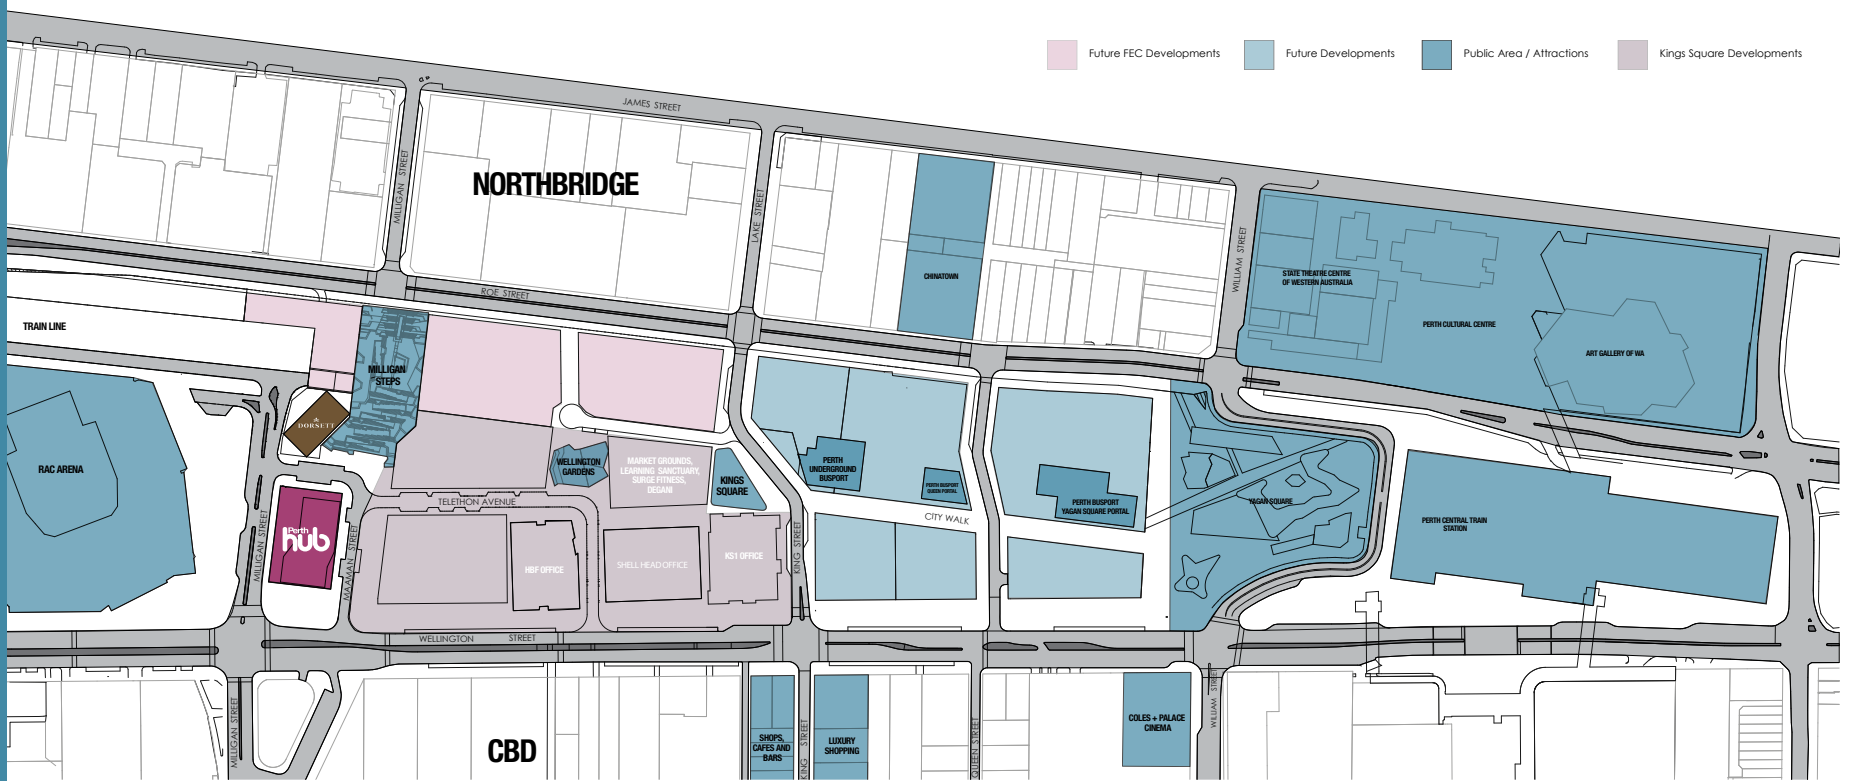 Future FEC Developments
Future Developments
Public Area / Attractions
Kings Square Developments
JAMES STREET
NORTHBRIDGE
MILLIGAN STREET
LAKE STREET
WILLIAM STREET
CHINATOWN
STATE THEATRE CENTRE
OF WESTERN AUSTRALIA
PERTH CULTURAL CENTRE
ART GALLERY OF WA
ROE STREET
TRAIN LINE
MILLIGAN
STEPS
DORSETT
RAC ARENA
WELLINGTON
GARDENS
MARKET GROUNDS,
LEARNING SANCTUARY,
SURGE FITNESS,
DEGANI
KINGS
SQUARE
PERTH
UNDERGROUND
BUSPORT
PERTH BUSPORT
QUEEN PORTAL
PERTH BUSPORT
YAGAN SQUARE PORTAL
YAGAN SQUARE
PERTH CENTRAL TRAIN
STATION
TELETHON AVENUE
CITY WALK
Perth
hub
MILLIGAN STREET
MAAMAN STREET
HBF OFFICE
SHELL HEAD OFFICE
KS1 OFFICE
KING STREET
WELLINGTON STREET
MILLIGAN STREET
CBD
SHOPS,
CAFES AND
BARS
KING STREET
LUXURY
SHOPPING
QUEEN STREET
COLES + PALACE
CINEMA
WILLIAM STREET